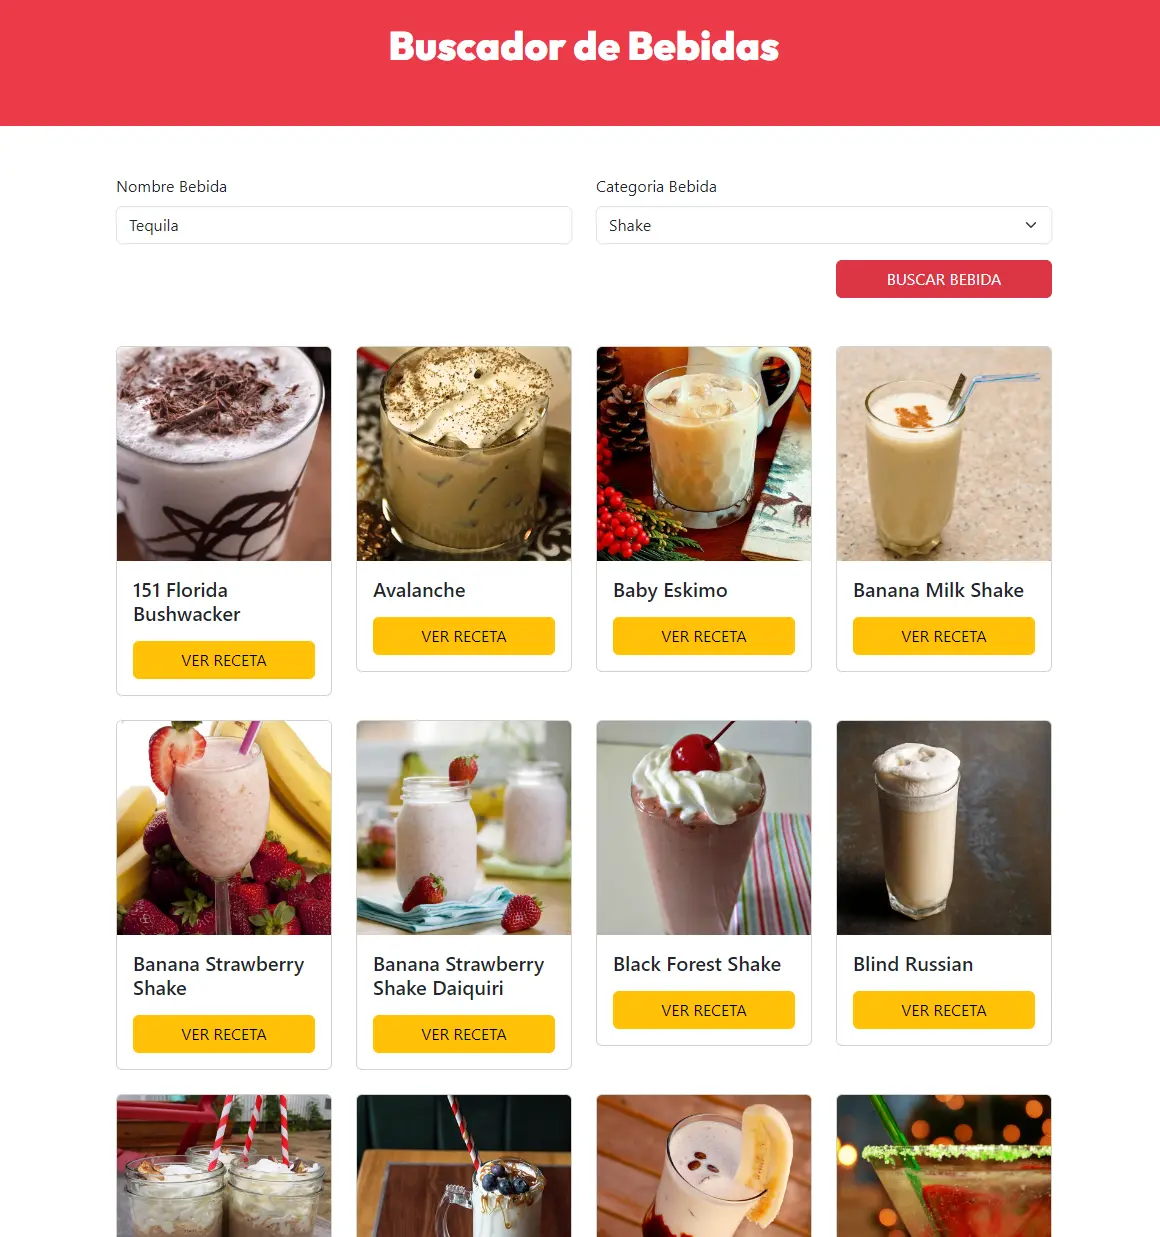 Buscador de Bebidas
Nombre Bebida
Tequila
Categoria Bebida
Shake
BUSCAR BEBIDA
151 Florida
Bushwacker
VER RECETA
Avalanche
VER RECETA
Baby Eskimo
VER RECETA
Banana Milk Shake
VER RECETA
Banana Strawberry
Shake
VER RECETA
Banana Strawberry
Shake Daiquiri
VER RECETA
Black Forest Shake
VER RECETA
Blind Russian
VER RECETA